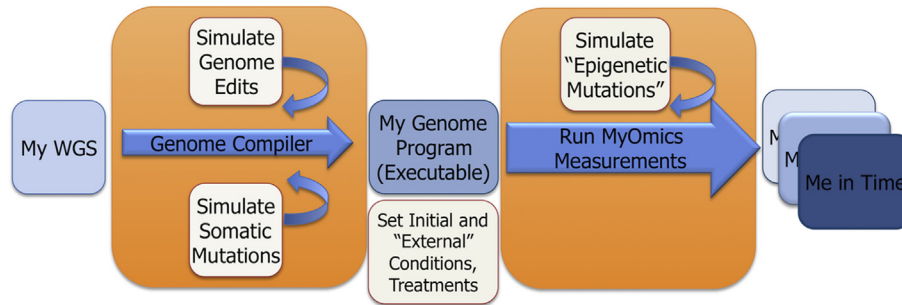 My WGS
Simulate
Genome
Edits
Genome Compiler
Simulate
Somatic
Mutations
My Genome
Program
(Executable)
Set Initial and
“External”
Conditions,
Treatments
Simulate
“Epigenetic
Mutations”
Run MyOmics
Measurements
M
M
Me in Time